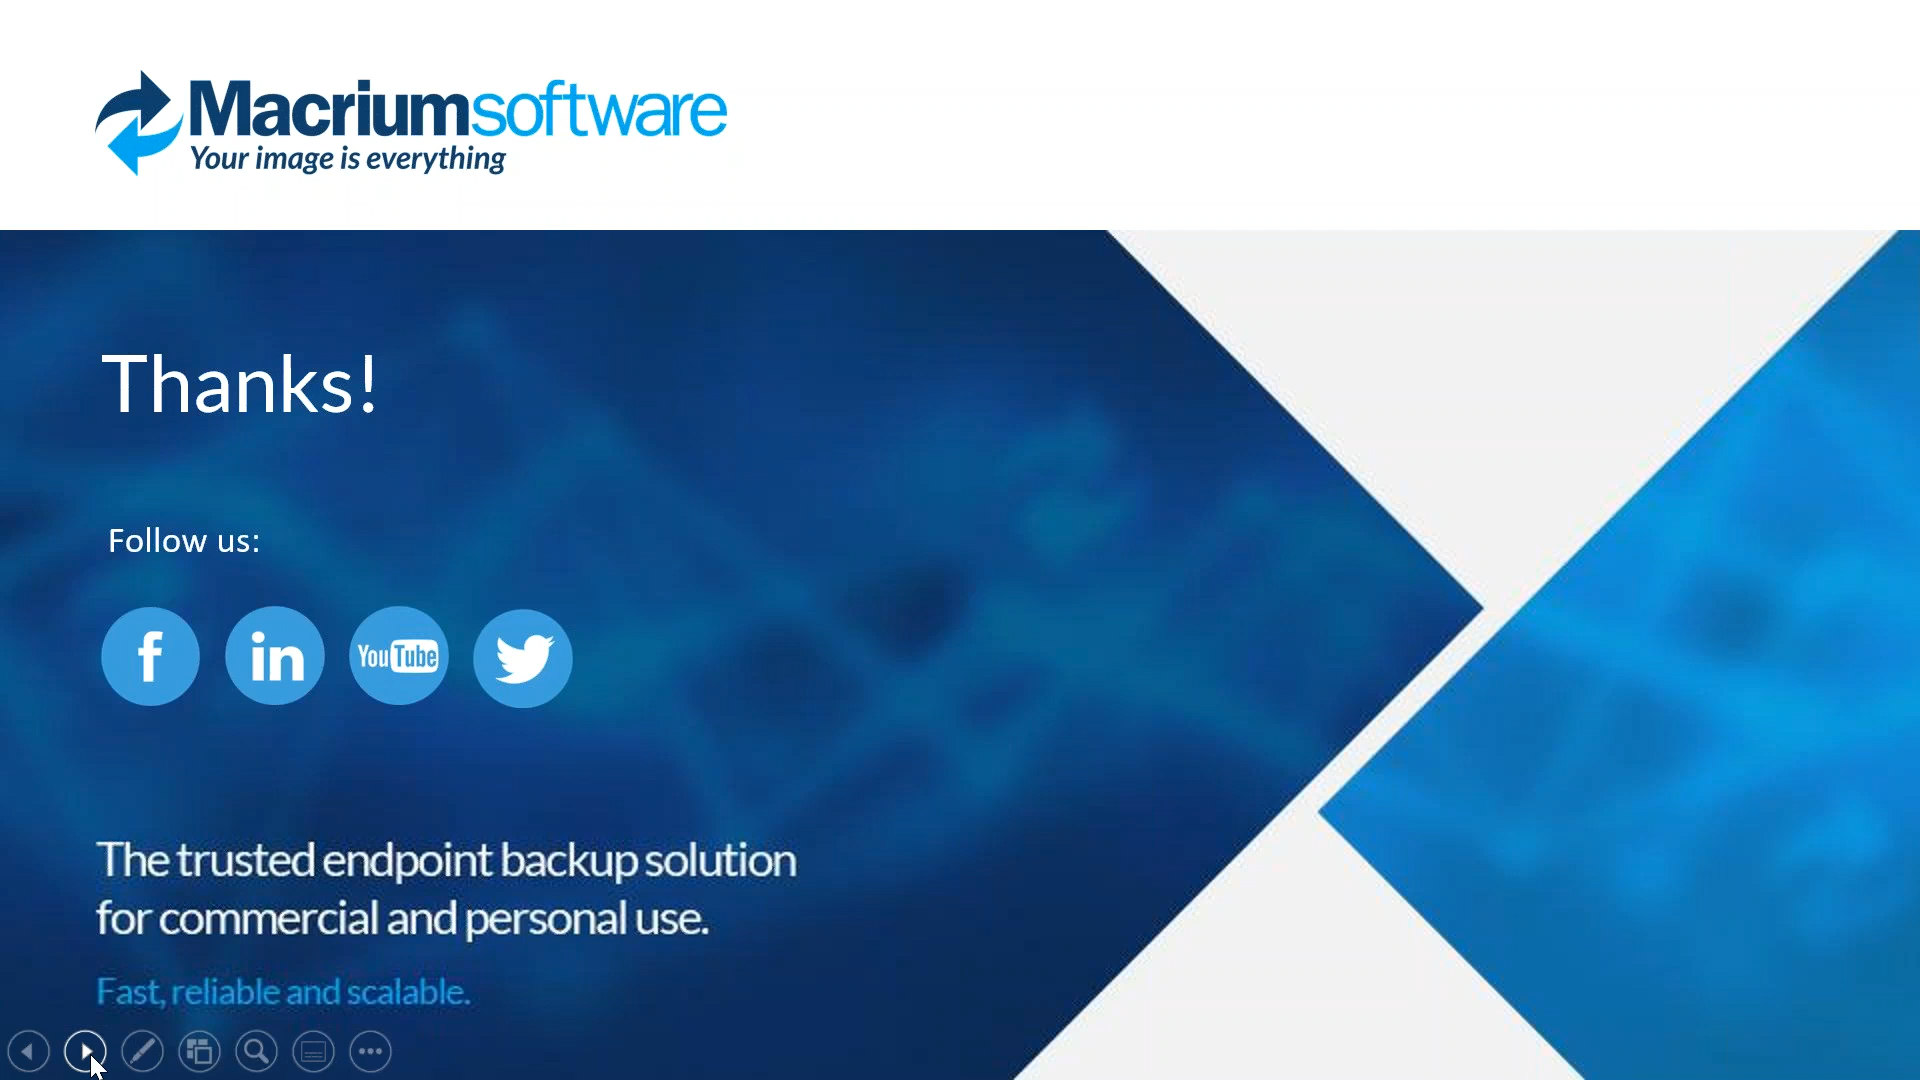 Macriumsoftware
Your image is everything
Thanks!
Follow us:
f in YouTube
The trusted endpoint backup solution
for commercial and personal use.
Fast, reliable and scalable.